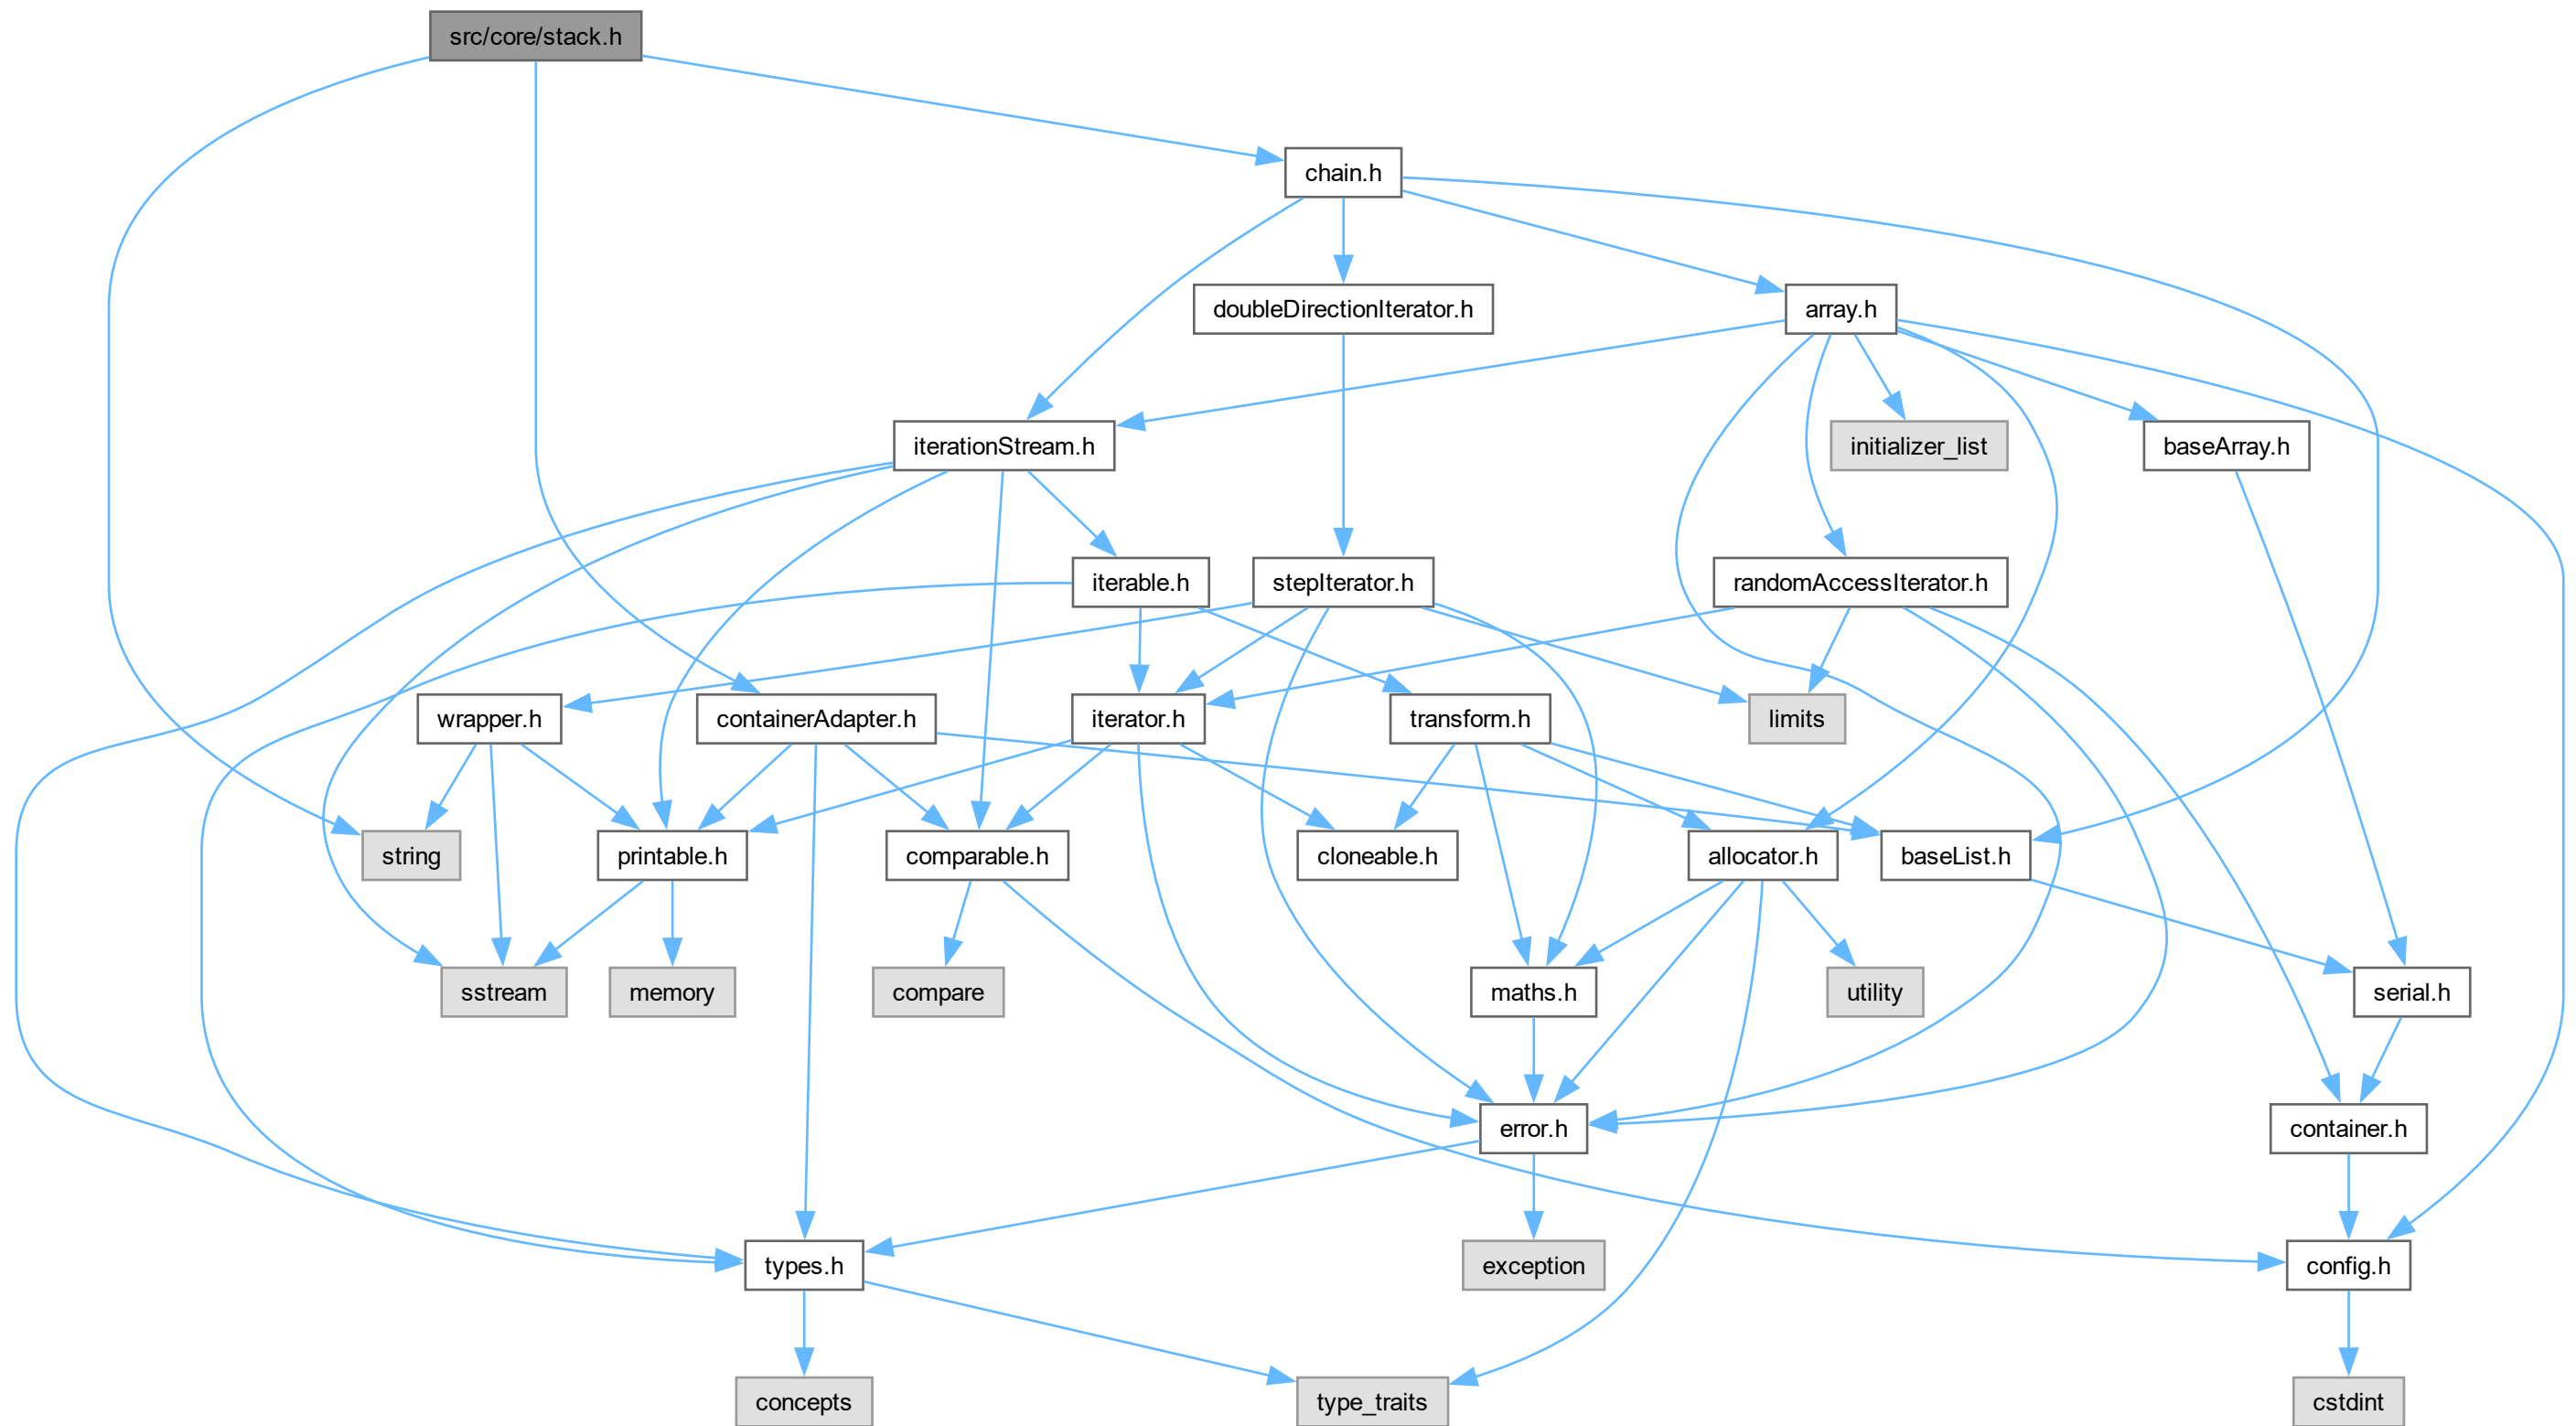 src/core/stack.h
chain.h
doubleDirectionIterator.h
array.h
iterationStream.h
initializer_list
baseArray.h
iterable.h
stepIterator.h
randomAccessIterator.h
wrapper.h
containerAdapter.h
iterator.h
transform.h
limits
string
printable.h
comparable.h
cloneable.h
allocator.h
baseList.h
sstream
memory
compare
maths.h
utility
serial.h
error.h
container.h
types.h
exception
config.h
concepts
type_traits
cstdint